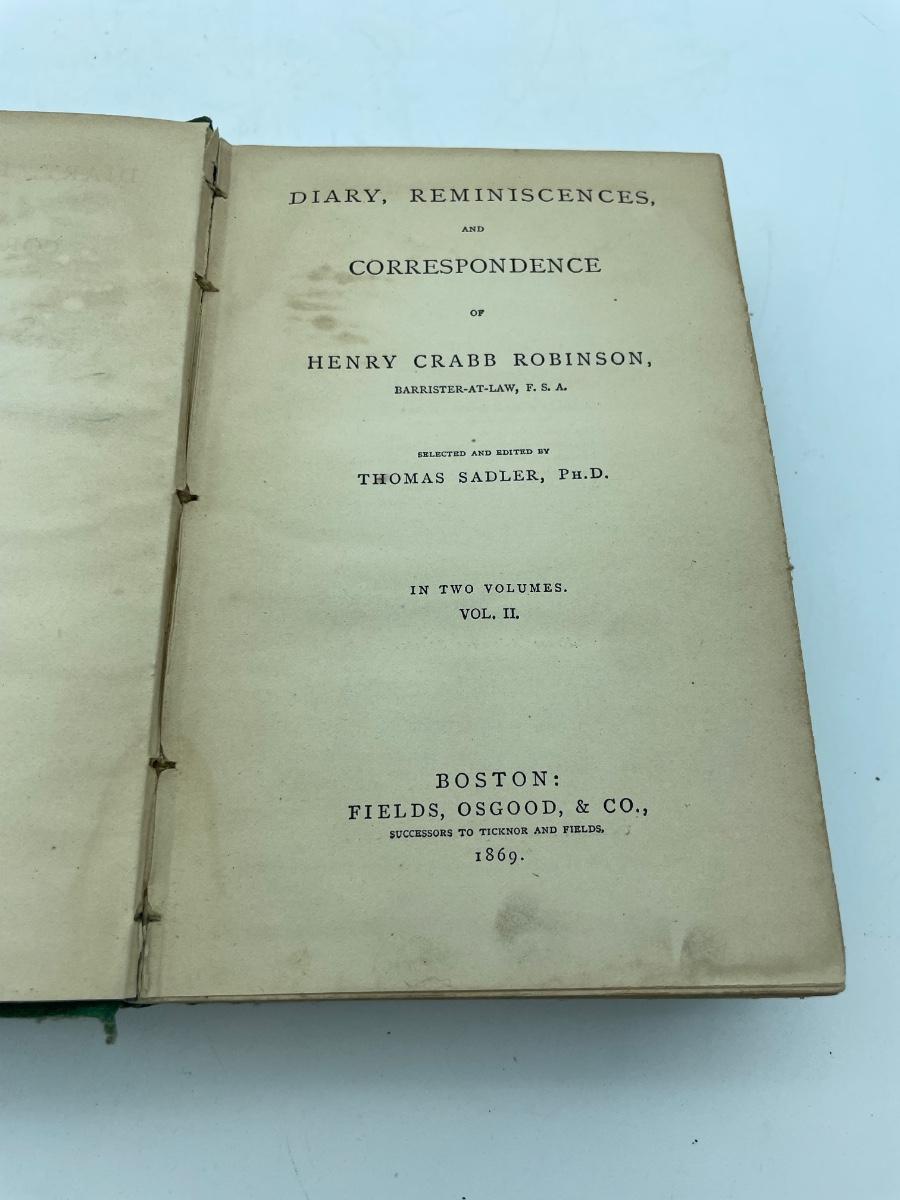 DIARY, REMINISCENCES,
AND
CORRESPONDENCE
OF
HENRY CRABB ROBINSON,
BARRISTER-AT-LAW, F. S. A.
SELECTED AND EDITED BY
THOMAS SADLER, PH.D.
IN TWO VOLUMES.
VOL. II.
BOSTON:
FIELDS, OSGOOD, & CO.,
SUCCESSORS TO TICKNOR AND FIELDS.
1869.